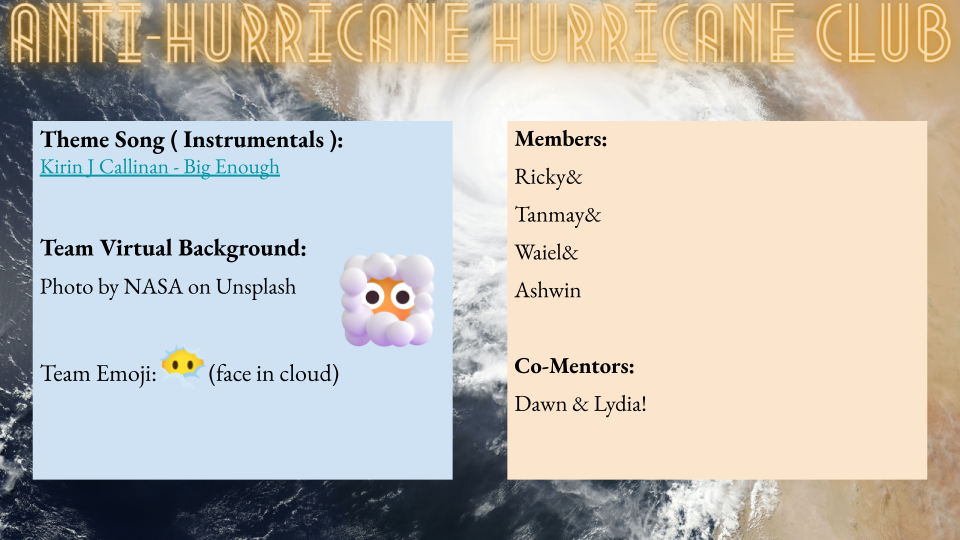 ANTI-HURRICANE HURRICANE CLUB
Theme Song ( Instrumentals ):
Kirin J Callinan - Big Enough
Team Virtual Background:
Photo by NASA on Unsplash
Team Emoji: 😶‍🌫️ (face in cloud)
Members:
Ricky&
Tanmay&
Waiel&
Ashwin
Co-Mentors:
Dawn & Lydia!